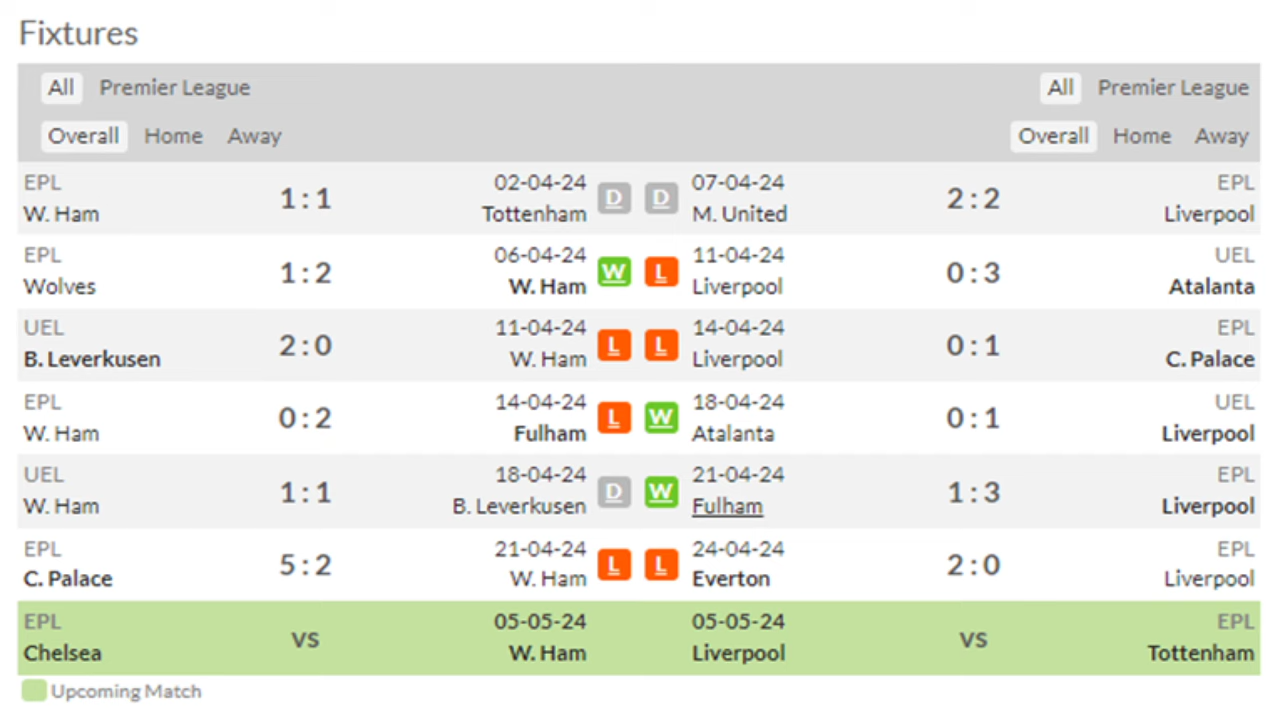 Fixtures
All Premier League All Premier League
Overall Home Away Overall Home Away
EPL 02-04-24 07-04-24 EPL
W. Ham 1:1 Tottenham D D M. United 2:2 Liverpool
EPL 06-04-24 11-04-24 UEL
Wolves 1:2 W. Ham W L Liverpool 0:3 Atalanta
UEL 11-04-24 14-04-24 EPL
B. Leverkusen 2:0 W. Ham L L Liverpool 0:1 C. Palace
EPL 14-04-24 18-04-24 UEL
W. Ham 0:2 Fulham L W Atalanta 0:1 Liverpool
UEL 18-04-24 21-04-24 EPL
W. Ham 1:1 B. Leverkusen D W Fulham 1:3 Liverpool
EPL 21-04-24 24-04-24 EPL
C. Palace 5:2 W. Ham L L Everton 2:0 Liverpool
EPL 05-05-24 05-05-24 EPL
Chelsea VS W. Ham Liverpool VS Tottenham
Upcoming Match